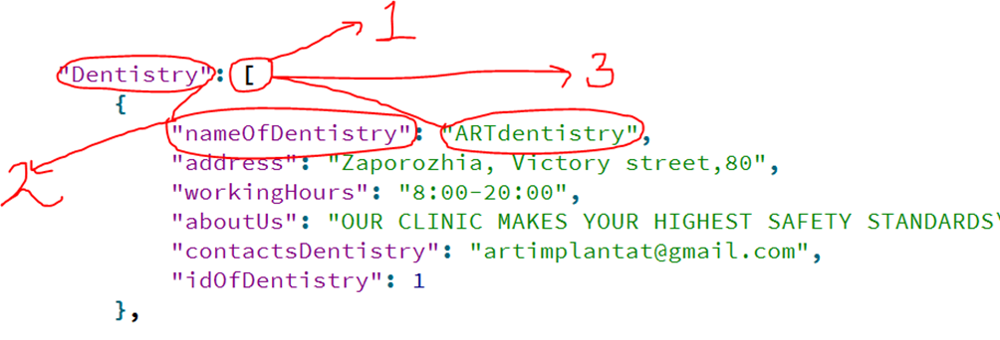 1
"Dentistry": [
3
{
"nameOfDentistry": "ARTdentistry",
"address": "Zaporozhia, Victory street,80",
2
"workingHours": "8:00-20:00",
"aboutUs": "OUR CLINIC MAKES YOUR HIGHEST SAFETY STANDARDS\
"contactsDentistry": "artimplantat@gmail.com",
"idOfDentistry": 1
},